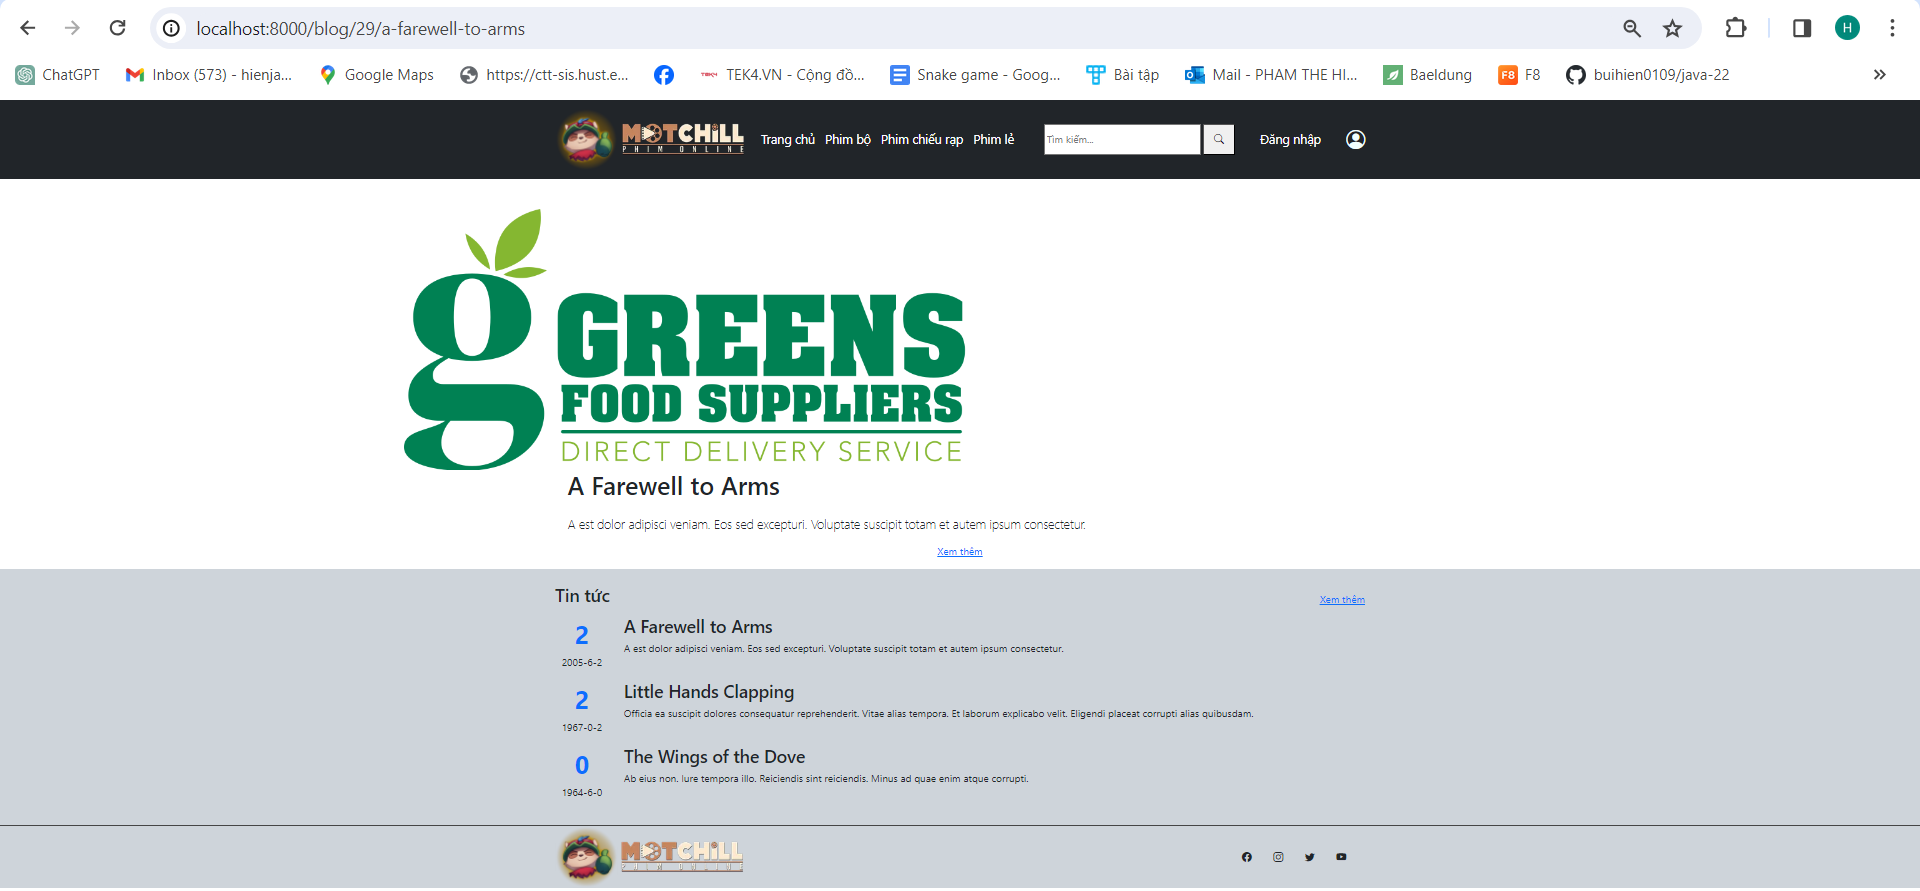 localhost:8000/blog/29/a-farewell-to-arms
H
ChatGPT
Inbox (573) - hienja...
Google Maps
https://ctt-sis.hust.e...
TEK4.VN - Cộng đồ...
Snake game - Goog...
Bài tập
Mail - PHAM THE HI...
Baeldung
F8 F8
buihien0109/java-22
»
MOTCHILL
PHIM ONLINE
Trang chủ Phim bộ Phim chiếu rạp Phim lẻ
Tìm kiếm...
Đăng nhập
g
GREENS
FOOD SUPPLIERS
DIRECT DELIVERY SERVICE
A Farewell to Arms
A est dolor adipisci veniam. Eos sed excepturi. Voluptate suscipit totam et autem ipsum consectetur.
Xem thêm
Tin tức
Xem thêm
2
2005-6-2
A Farewell to Arms
A est dolor adipisci veniam. Eos sed excepturi. Voluptate suscipit totam et autem ipsum consectetur.
2
1967-0-2
Little Hands Clapping
Officia ea suscipit dolores consequatur reprehenderit. Vitae alias tempora. Et laborum explicabo velit. Eligendi placeat corrupti alias quibusdam.
0
1964-6-0
The Wings of the Dove
Ab eius non. Iure tempora illo. Reiciendis sint reiciendis. Minus ad quae enim atque corrupti.
MOTCHILL
PHIM ONLINE